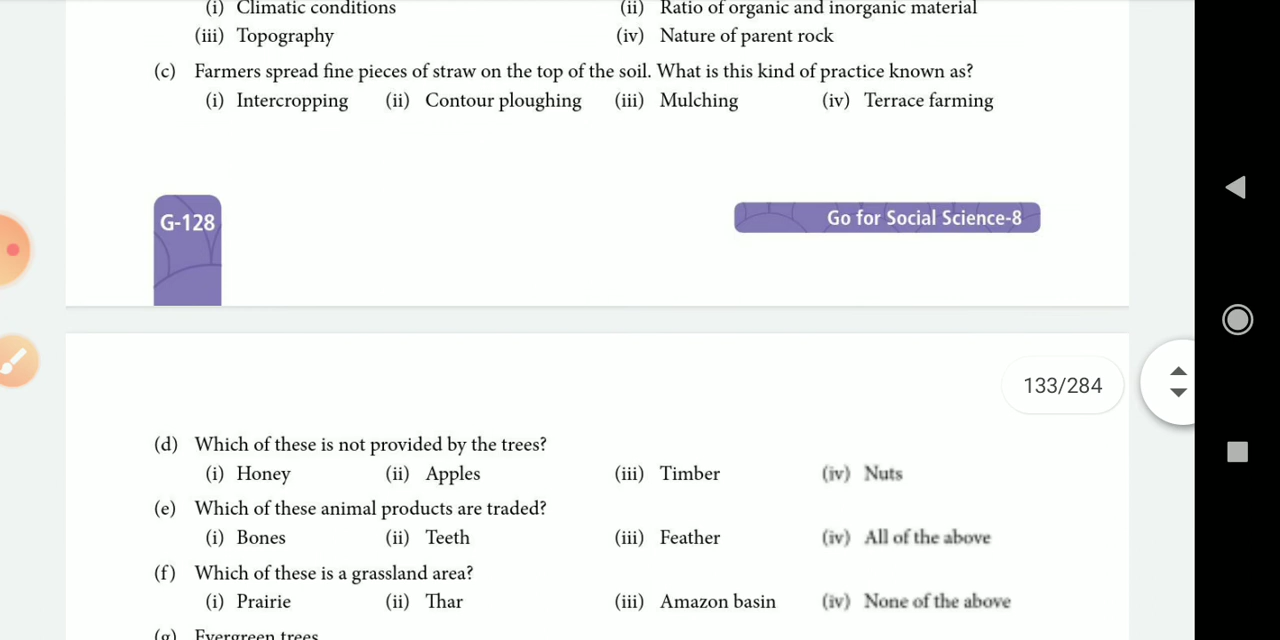 (i) Climatic conditions (ii) Ratio of organic and inorganic material
(iii) Topography (iv) Nature of parent rock
(c) Farmers spread fine pieces of straw on the top of the soil. What is this kind of practice known as?
(i) Intercropping (ii) Contour ploughing (iii) Mulching (iv) Terrace farming
G-128 Go for Social Science-8
133/284
(d) Which of these is not provided by the trees?
(i) Honey (ii) Apples (iii) Timber (iv) Nuts
(e) Which of these animal products are traded?
(i) Bones (ii) Teeth (iii) Feather (iv) All of the above
(f) Which of these is a grassland area?
(i) Prairie (ii) Thar (iii) Amazon basin (iv) None of the above
(g) Evergreen trees